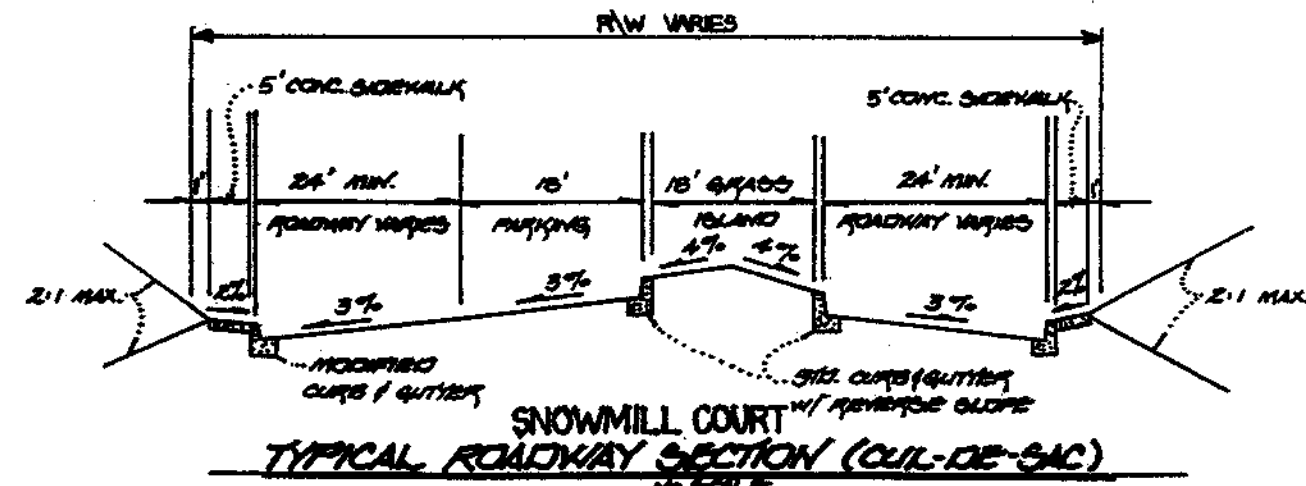 R\W VARIES
5' CONC. SIDEWALK
5' CONC. SIDEWALK
1'
24' MIN.
18'
18' GRASS
24' MIN.
1'
ROADWAY VARIES
PARKING
ISLAND
ROADWAY VARIES
4%
4%
2:1 MAX.
2%
3%
3%
3%
2%
2:1 MAX.
MODIFIED
CURB & GUTTER
STD. CURB & GUTTER
W/ REVERSE SLOPE
SNOWMILL COURT
TYPICAL ROADWAY SECTION (CUL-DE-SAC)
NO SCALE